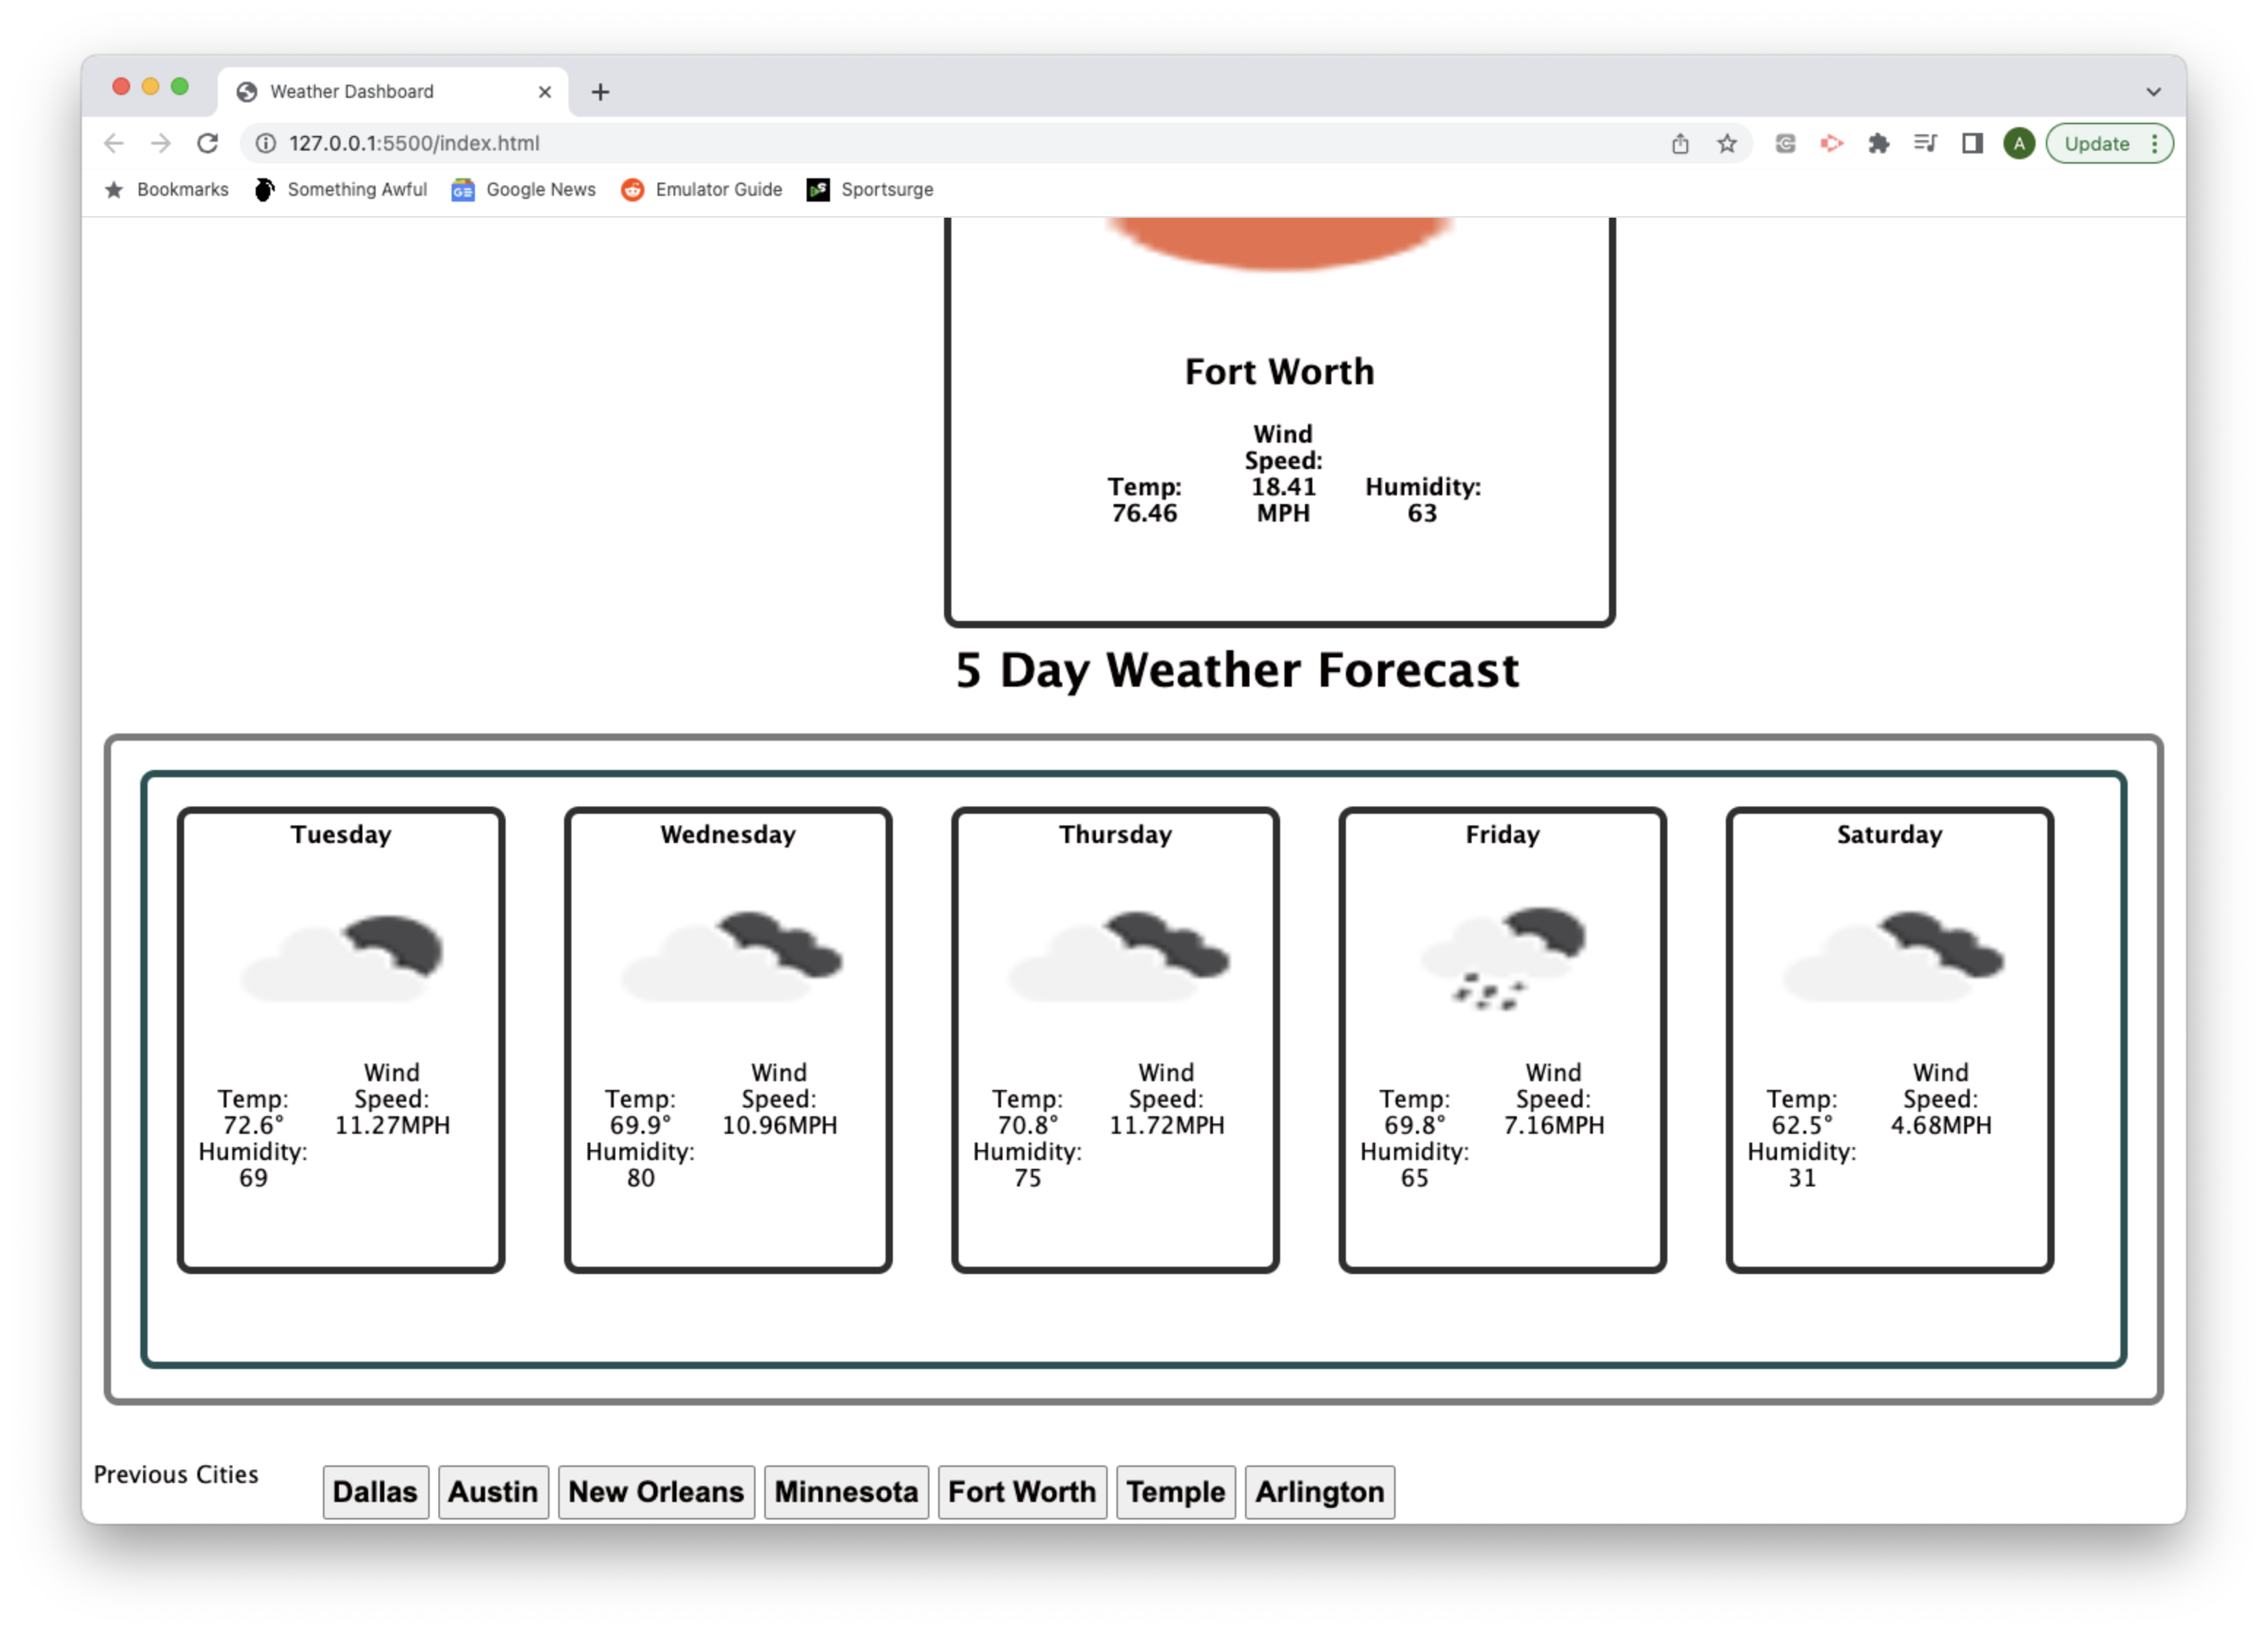 Weather Dashboard
127.0.0.1:5500/index.html
A
Update
Bookmarks
Something Awful
Google News
Emulator Guide
Sportsurge
Fort Worth
Temp:
76.46
Wind
Speed:
18.41
MPH
Humidity:
63
5 Day Weather Forecast
Tuesday
Temp:
72.6°
Wind
Speed:
11.27MPH
Humidity:
69
Wednesday
Temp:
69.9°
Wind
Speed:
10.96MPH
Humidity:
80
Thursday
Temp:
70.8°
Wind
Speed:
11.72MPH
Humidity:
75
Friday
Temp:
69.8°
Wind
Speed:
7.16MPH
Humidity:
65
Saturday
Temp:
62.5°
Wind
Speed:
4.68MPH
Humidity:
31
Previous Cities
Dallas
Austin
New Orleans
Minnesota
Fort Worth
Temple
Arlington